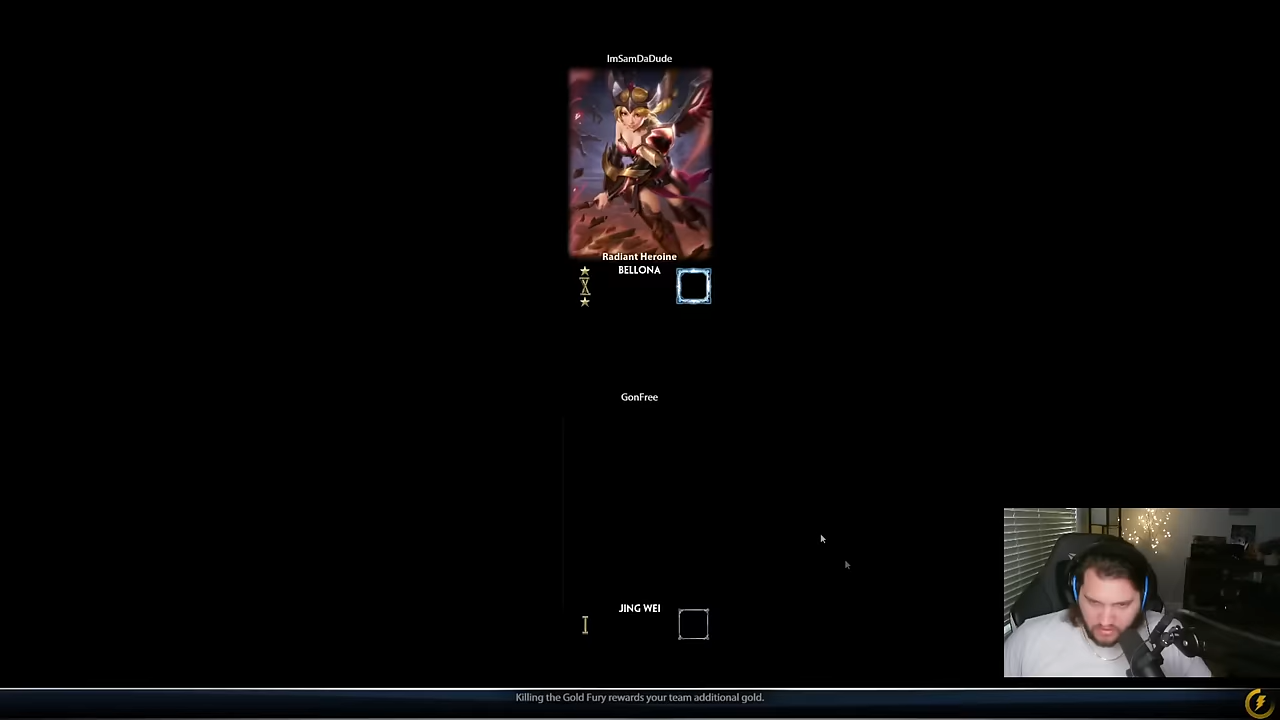 ImSamDaDude
Radiant Heroine
BELLONA
X
GonFree
JING WEI
I
Killing the Gold Fury rewards your team additional gold.